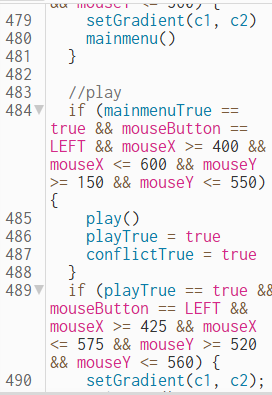 && mouseY <= 560) {
479 setGradient(c1, c2)
480 mainmenu()
481 }
482
483 //play
484 if (mainmenuTrue ==
true && mouseButton ==
LEFT && mouseX >= 400 &&
mouseX <= 600 && mouseY
>= 150 && mouseY <= 550)
{
485 play()
486 playTrue = true
487 conflictTrue = true
488 }
489 if (playTrue == true &&
mouseButton == LEFT &&
mouseX >= 425 && mouseX
<= 575 && mouseY >= 520
&& mouseY <= 560) {
490 setGradient(c1, c2);